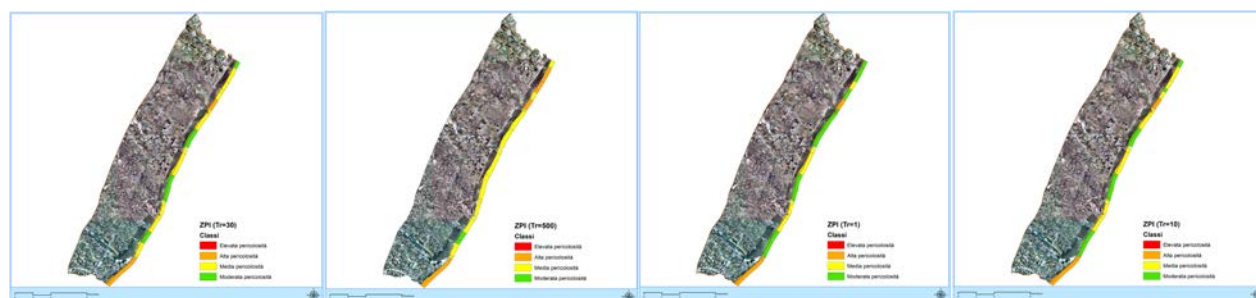 ZPI (Tr=30)
Classi
Elevata pericolosità
Alta pericolosità
Media pericolosità
Moderata pericolosità
ZPI (Tr=500)
Classi
Elevata pericolosità
Alta pericolosità
Media pericolosità
Moderata pericolosità
ZPI (Tr=1)
Classi
Elevata pericolosità
Alta pericolosità
Media pericolosità
Moderata pericolosità
ZPI (Tr=10)
Classi
Elevata pericolosità
Alta pericolosità
Media pericolosità
Moderata pericolosità